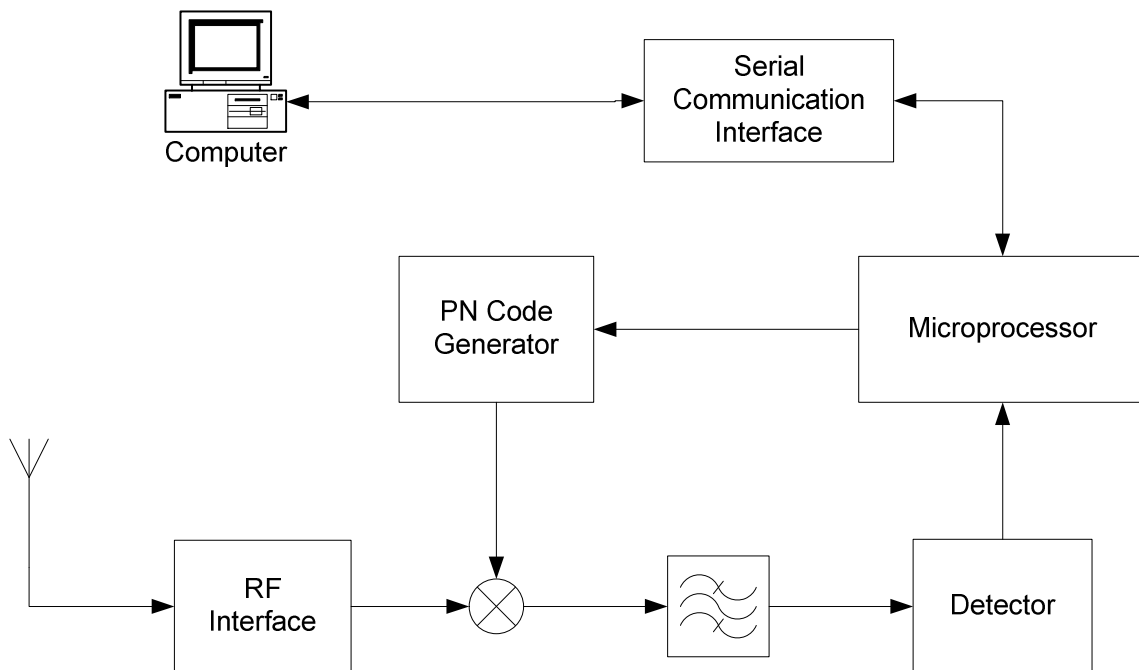 Serial
Communication
Interface
Computer
PN Code
Generator
Microprocessor
RF
Interface
Detector